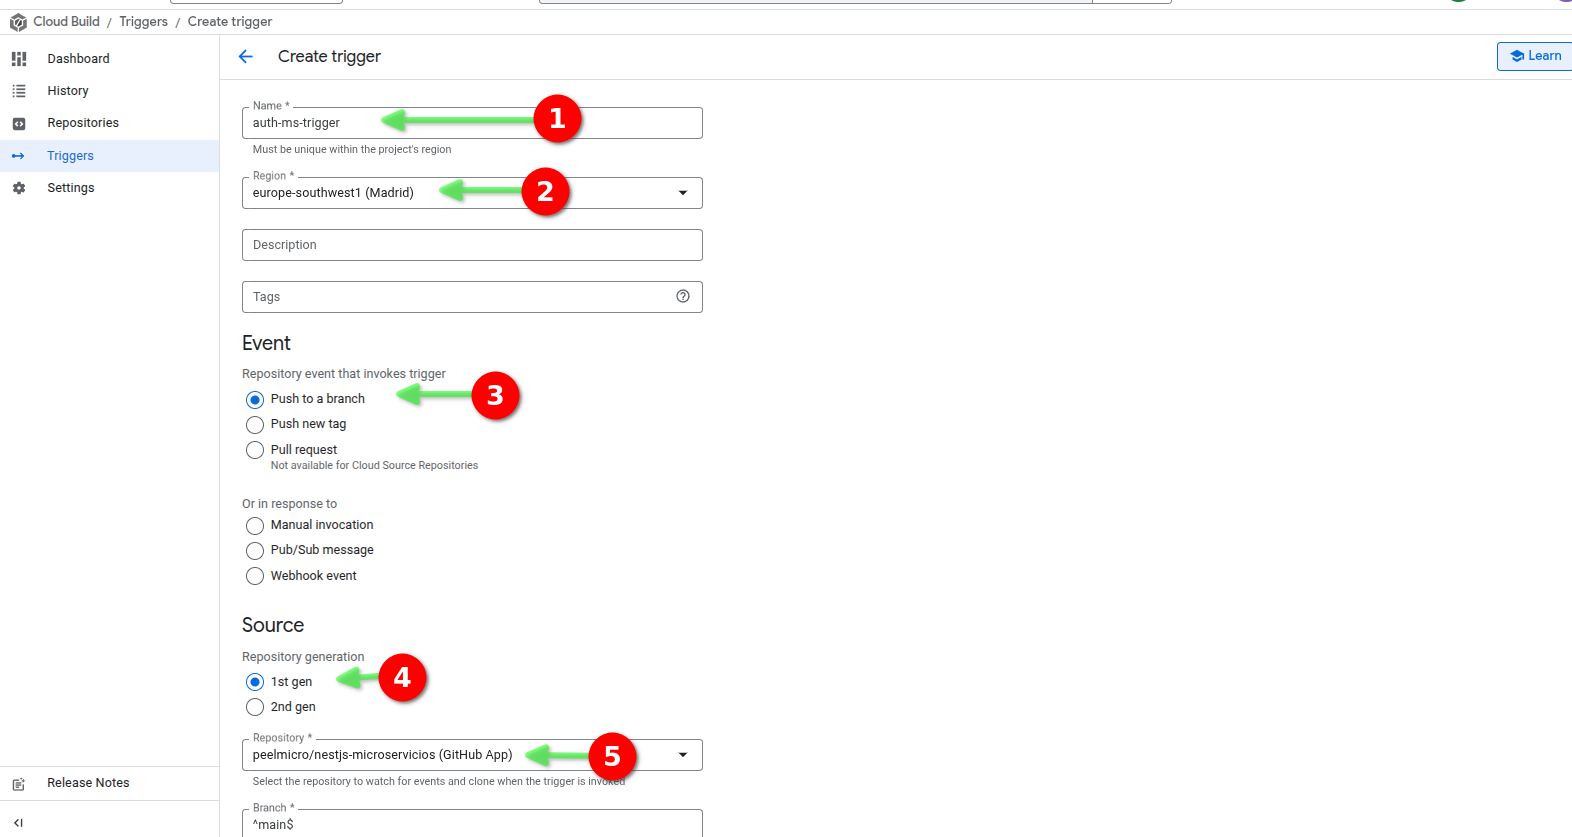 Cloud Build / Triggers / Create trigger
Dashboard
History
Repositories
Triggers
Settings
Release Notes
Create trigger
Learn
Name *
auth-ms-trigger
1
Must be unique within the project's region
Region *
europe-southwest1 (Madrid)
2
Description
Tags
Event
Repository event that invokes trigger
Push to a branch
3
Push new tag
Pull request
Not available for Cloud Source Repositories
Or in response to
Manual invocation
Pub/Sub message
Webhook event
Source
Repository generation
1st gen
4
2nd gen
Repository *
peelmicro/nestjs-microservicios (GitHub App)
5
Select the repository to watch for events and clone when the trigger is invoked
Branch *
^main$